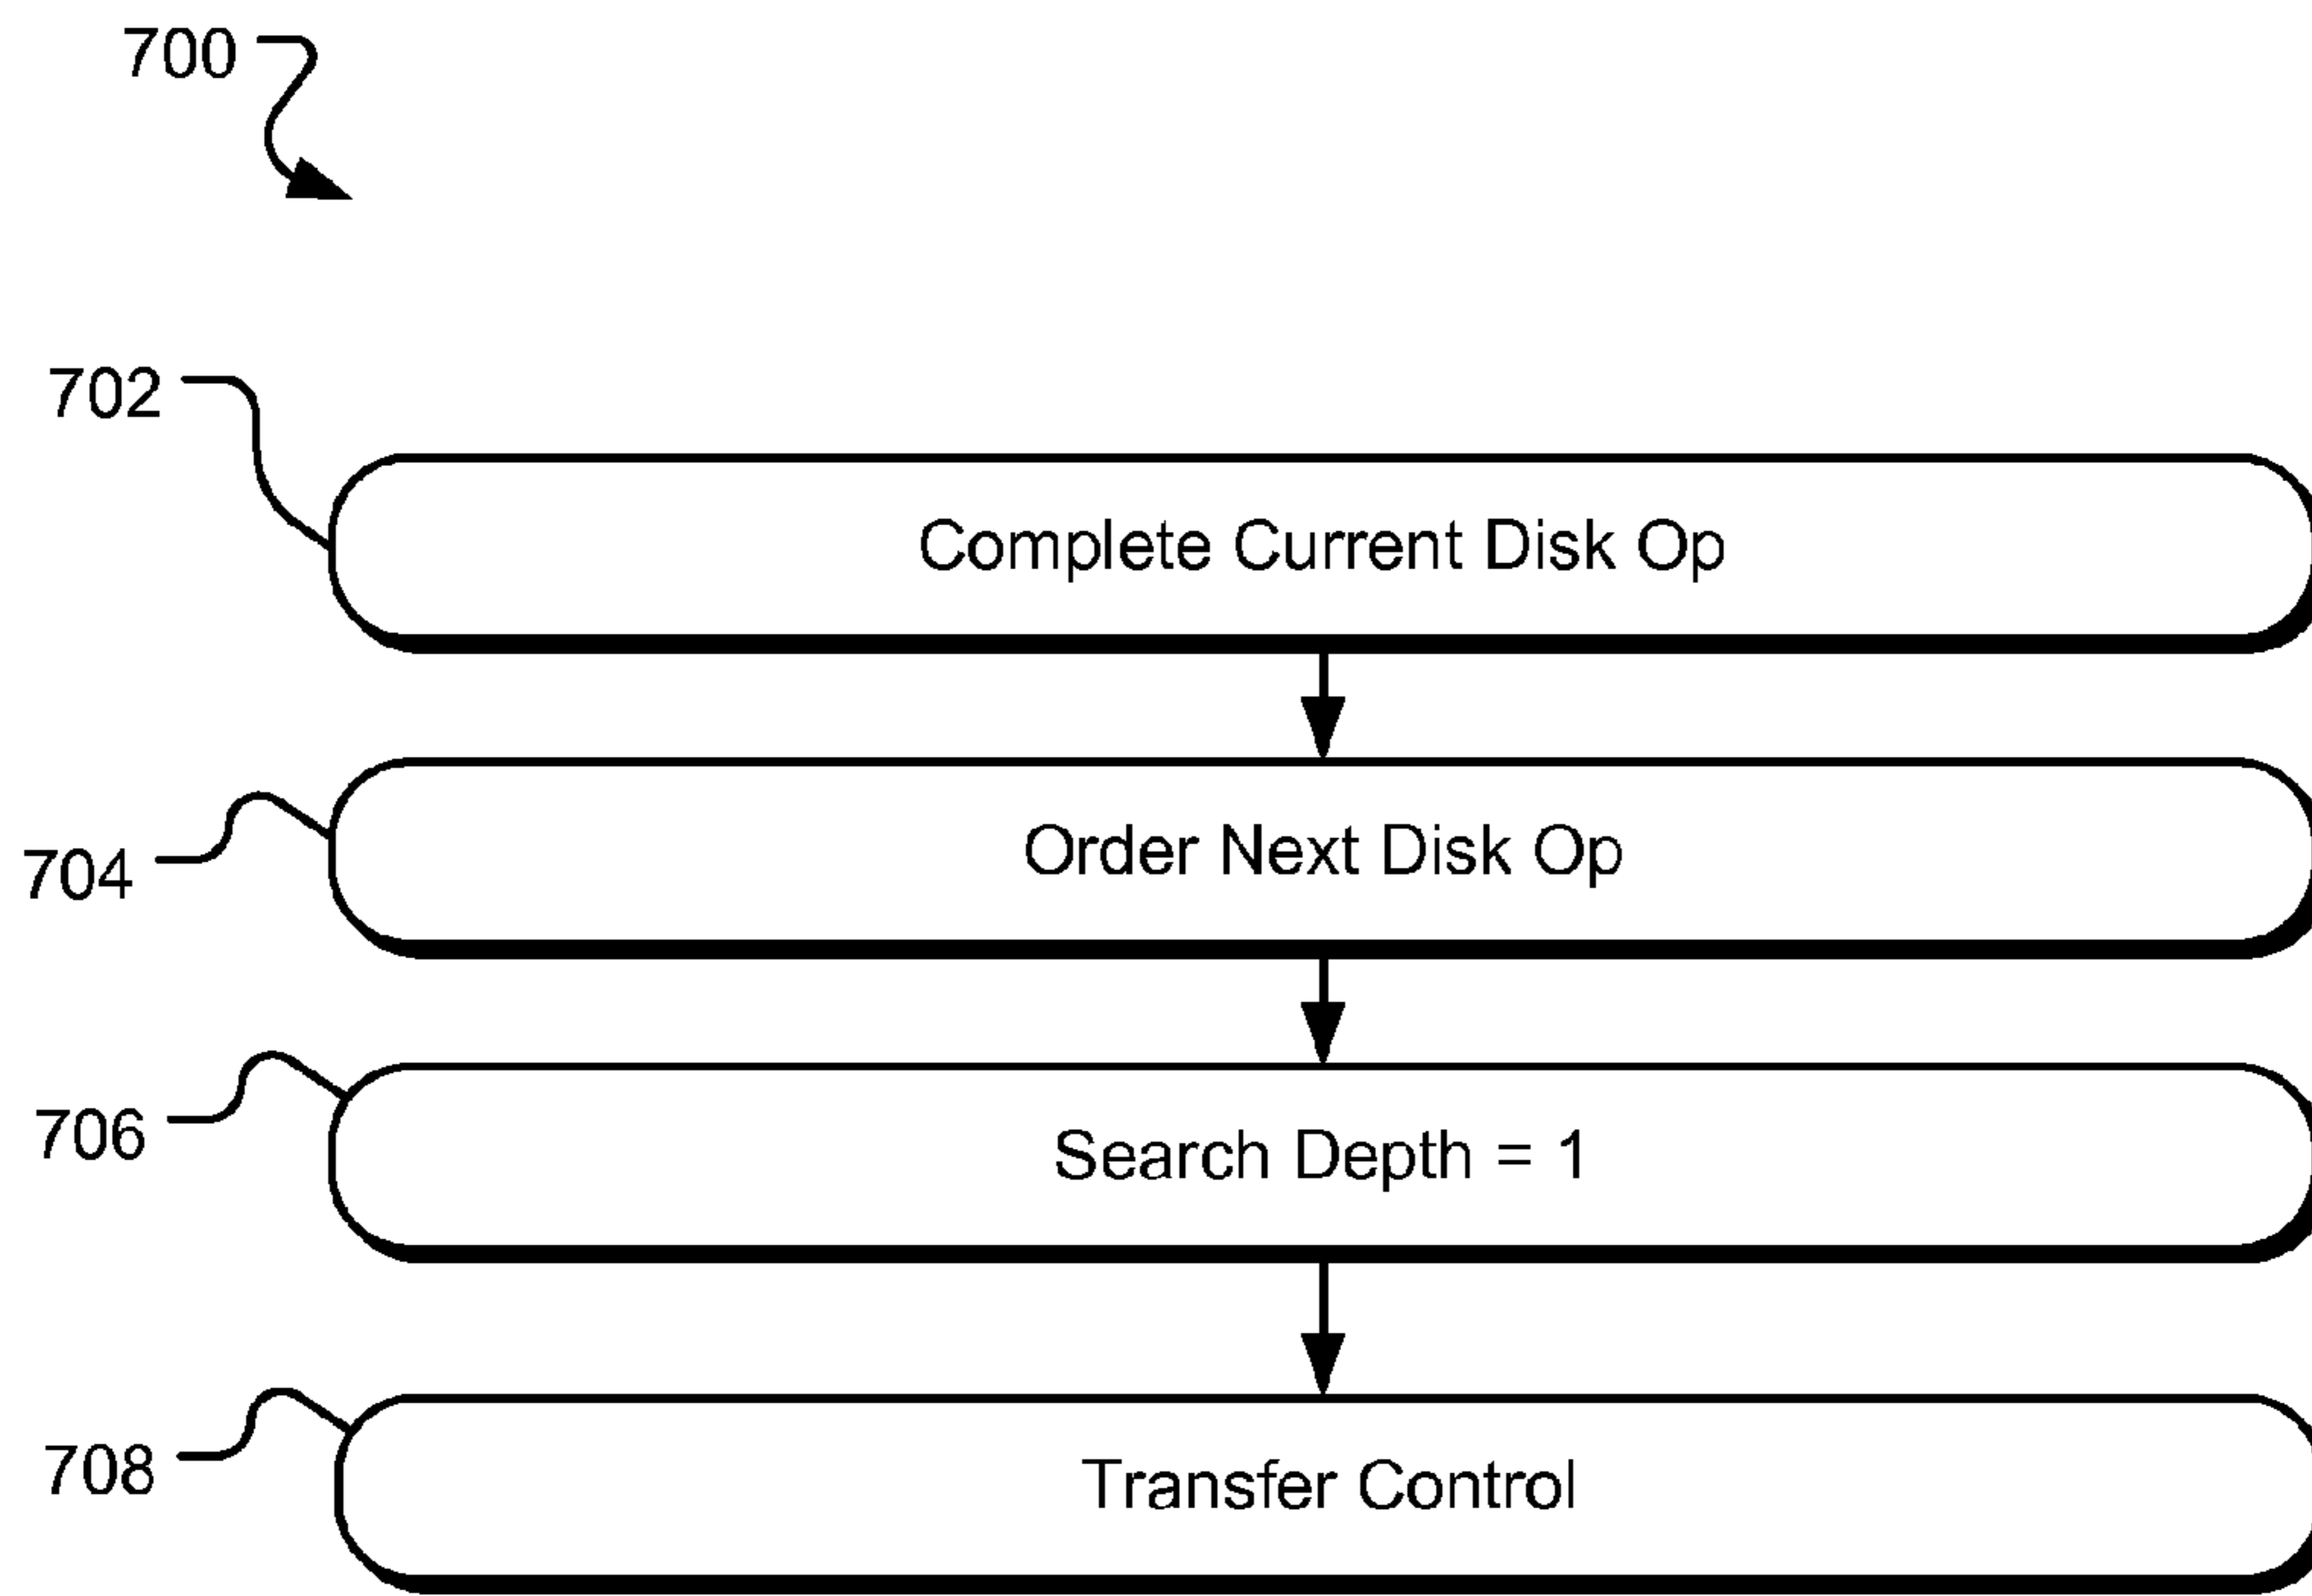 700
702
Complete Current Disk Op
704
Order Next Disk Op
706
Search Depth = 1
708
Transfer Control